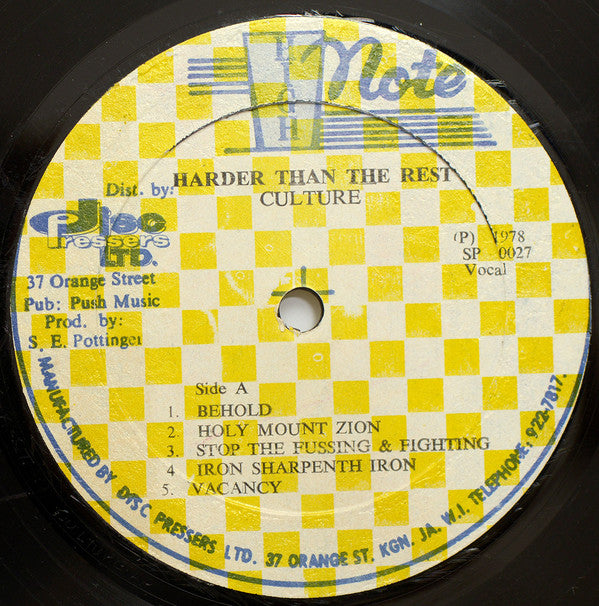 HIGH Note
HARDER THAN THE REST
CULTURE
Dist. by:
Disc
Pressers
LTD.
37 Orange Street
Pub: Push Music
Prod. by:
S. E. Pottinger
(P) 1978
SP 0027
Vocal
Side A
1. BEHOLD
2. HOLY MOUNT ZION
3. STOP THE FUSSING & FIGHTING
4 IRON SHARPENTH IRON
5. VACANCY
MANUFACTURED BY DISC PRESSERS LTD. 37 ORANGE ST. KGN. JA. W.I. TELEPHONE: 922-7817.